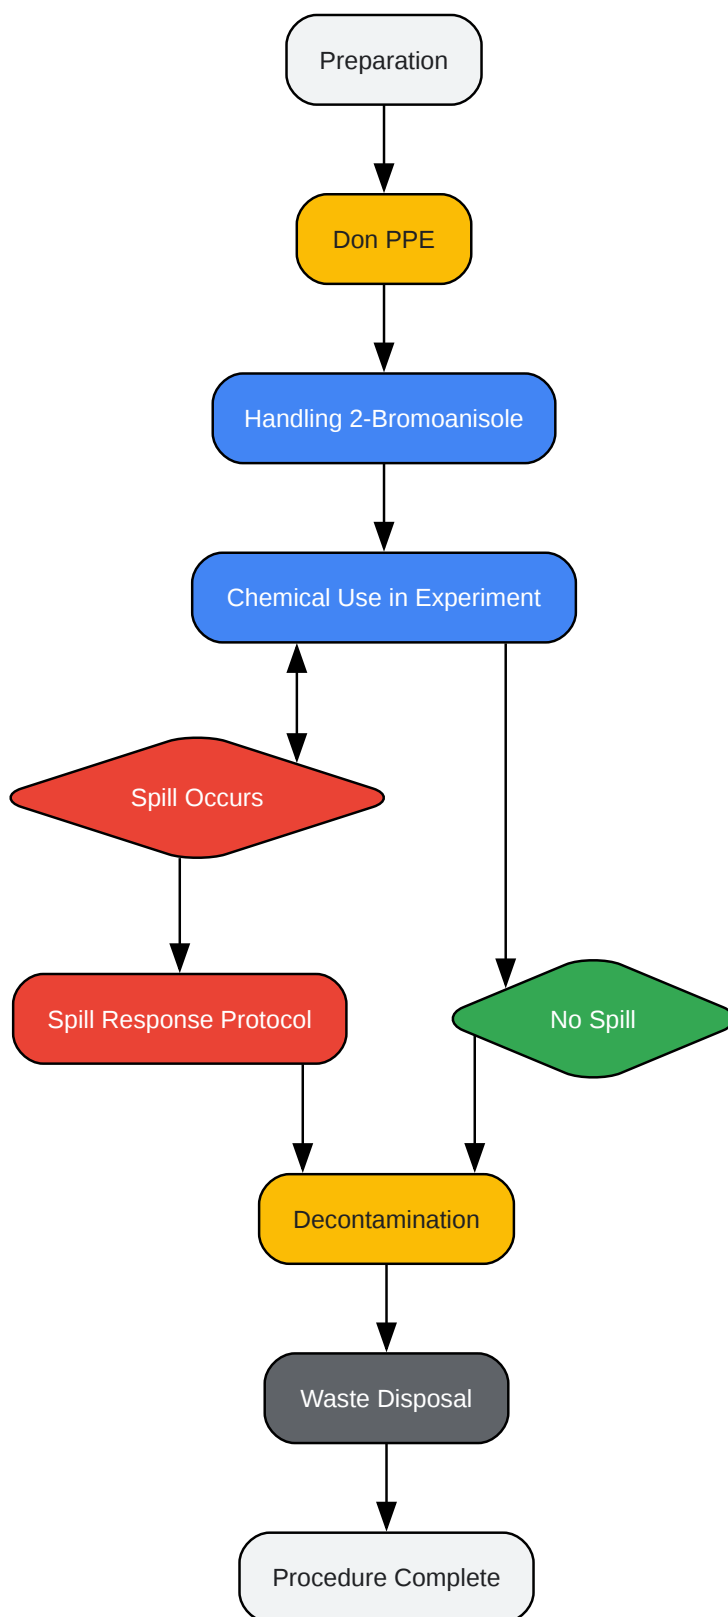 Preparation
Don PPE
Handling 2-Bromoanisole
Chemical Use in Experiment
Spill Occurs
Spill Response Protocol
No Spill
Decontamination
Waste Disposal
Procedure Complete